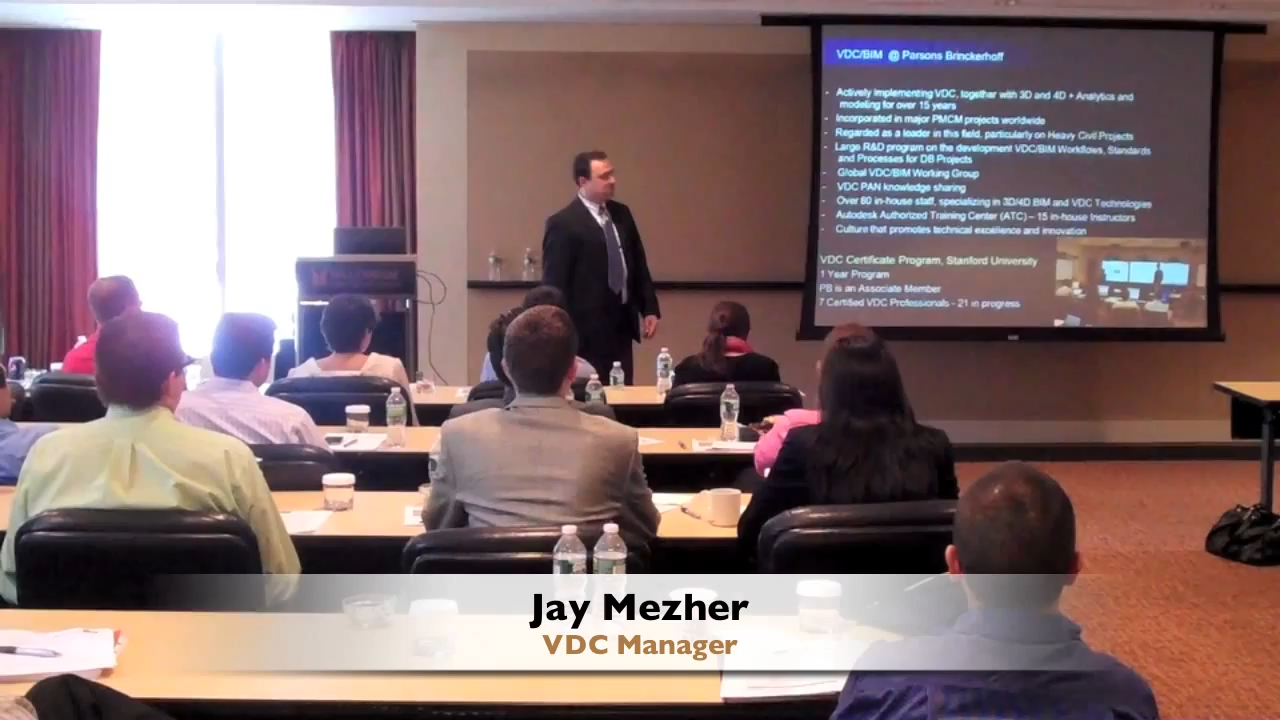 VDC/BIM @ Parsons Brinckerhoff
- Actively implementing VDC, together with 3D and 4D + Analytics and
modeling for over 15 years
- Incorporated in major PMCM projects worldwide
- Regarded as a leader in this field, particularly on Heavy Civil Projects
- Large R&D program on the development VDC/BIM Workflows, Standards
and Processes for DB Projects
- Global VDC/BIM Working Group
- VDC PAN knowledge sharing
- Over 80 in-house staff, specializing in 3D/4D BIM and VDC Technologies
- Autodesk Authorized Training Center (ATC) – 15 in-house Instructors
- Culture that promotes technical excellence and innovation
VDC Certificate Program, Stanford University
1 Year Program
PB is an Associate Member
7 Certified VDC Professionals - 21 in progress
Jay Mezher
VDC Manager